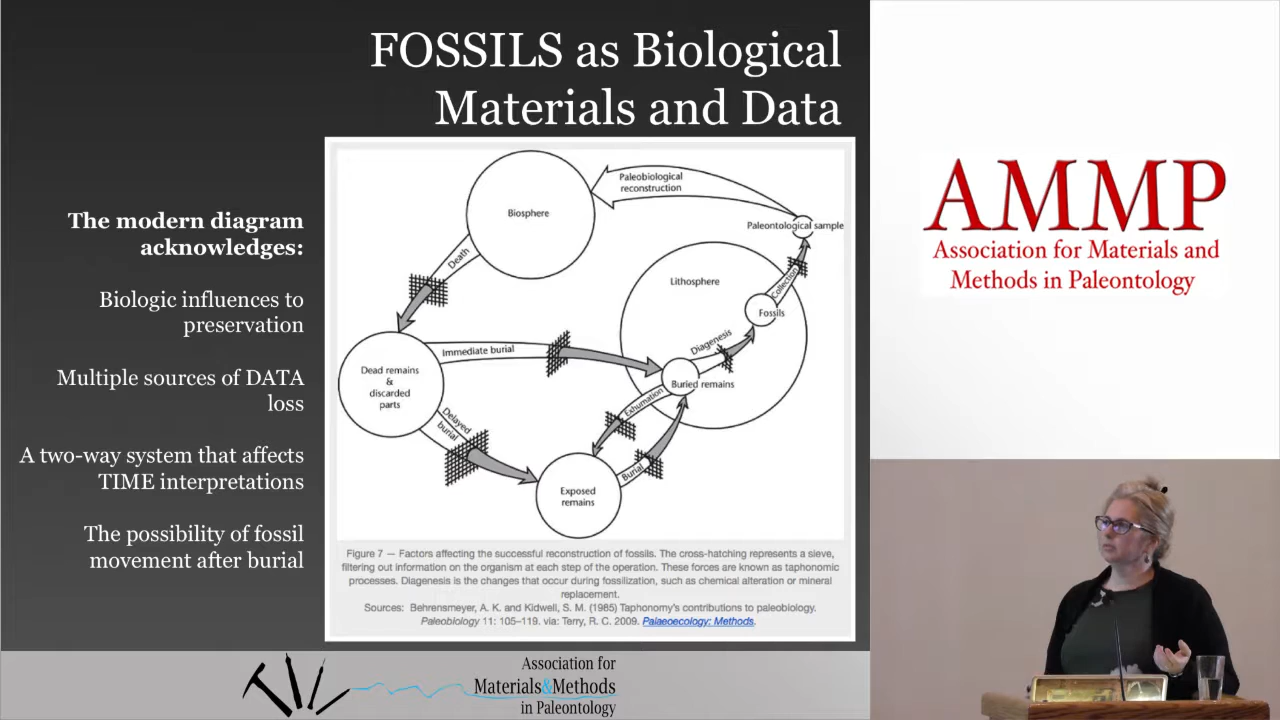 FOSSILS as Biological
Materials and Data
The modern diagram
acknowledges:
Biologic influences to
preservation
Multiple sources of DATA
loss
A two-way system that affects
TIME interpretations
The possibility of fossil
movement after burial
Biosphere
Paleobiological
reconstruction
Paleontological sample
Death
Lithosphere
Collection
Fossils
Diagenesis
Immediate burial
Dead remains
&
discarded
parts
Buried remains
Exhumation
Delayed
burial
Burial
Exposed
remains
Figure 7 — Factors affecting the successful reconstruction of fossils. The cross-hatching represents a sieve,
filtering out information on the organism at each step of the operation. These forces are known as taphonomic
processes. Diagenesis is the changes that occur during fossilization, such as chemical alteration or mineral
replacement.
Sources: Behrensmeyer, A. K. and Kidwell, S. M. (1985) Taphonomy's contributions to paleobiology.
Paleobiology 11: 105–119. via: Terry, R. C. 2009. Palaeoecology: Methods.
Association for
Materials&Methods
in Paleontology
AMMP
Association for Materials and
Methods in Paleontology